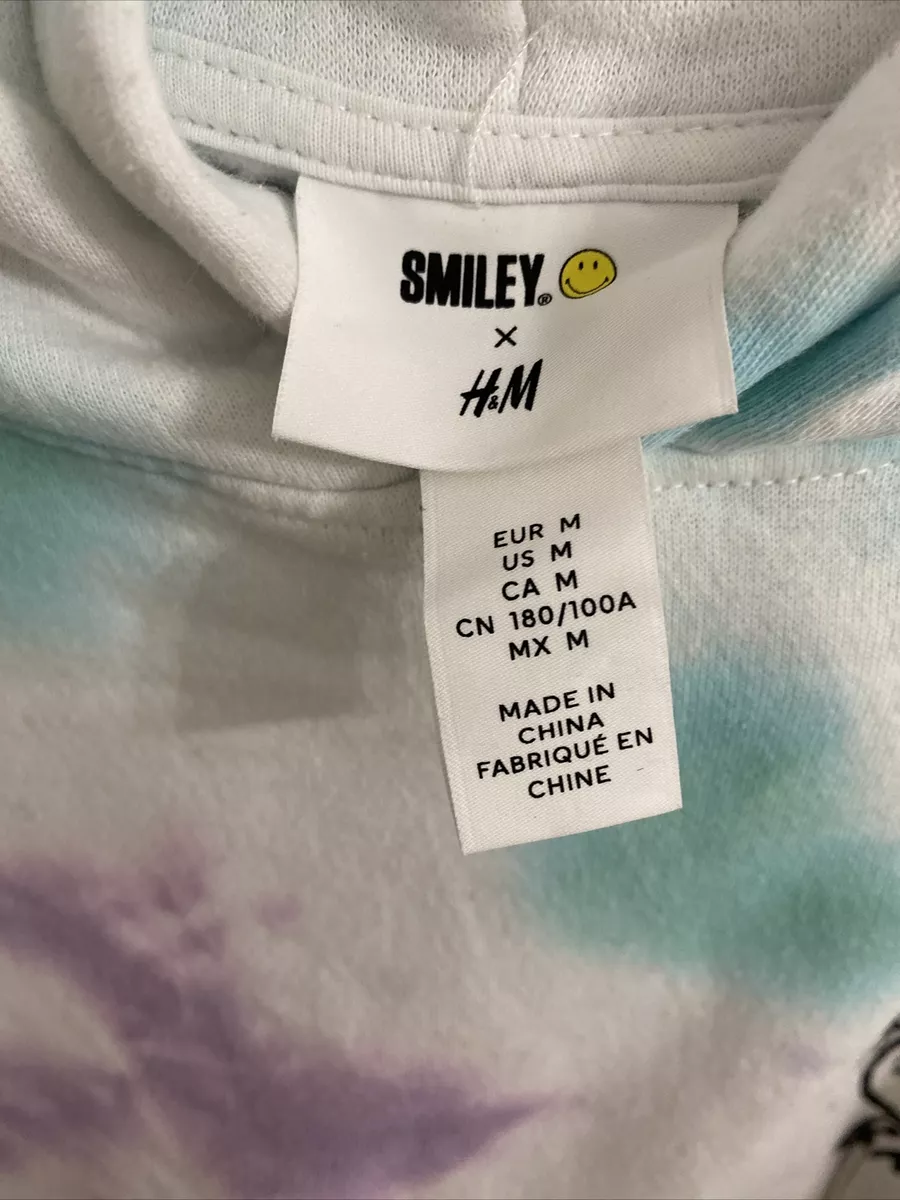 SMILEY®
×
H&M
EUR M
US M
CA M
CN 180/100A
MX M
MADE IN
CHINA
FABRIQUÉ EN
CHINE